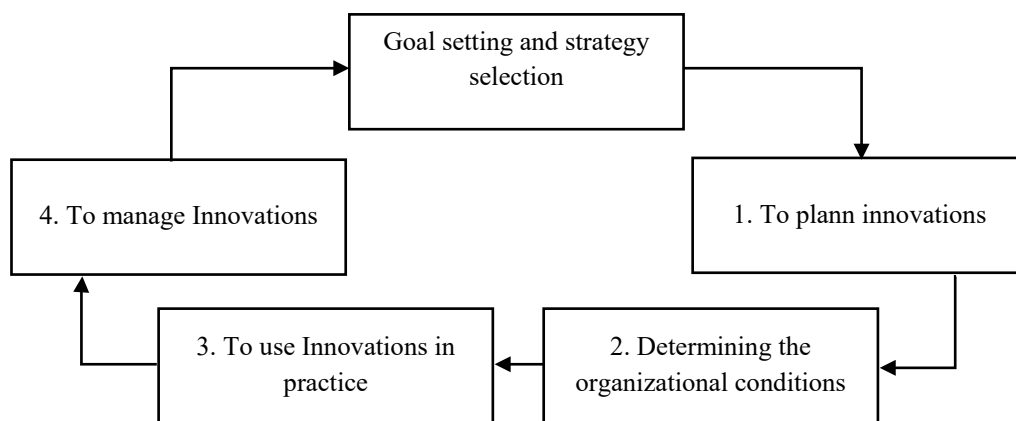 Goal setting and strategy
selection
4. To manage Innovations
1. To plann innovations
3. To use Innovations in
practice
2. Determining the
organizational conditions